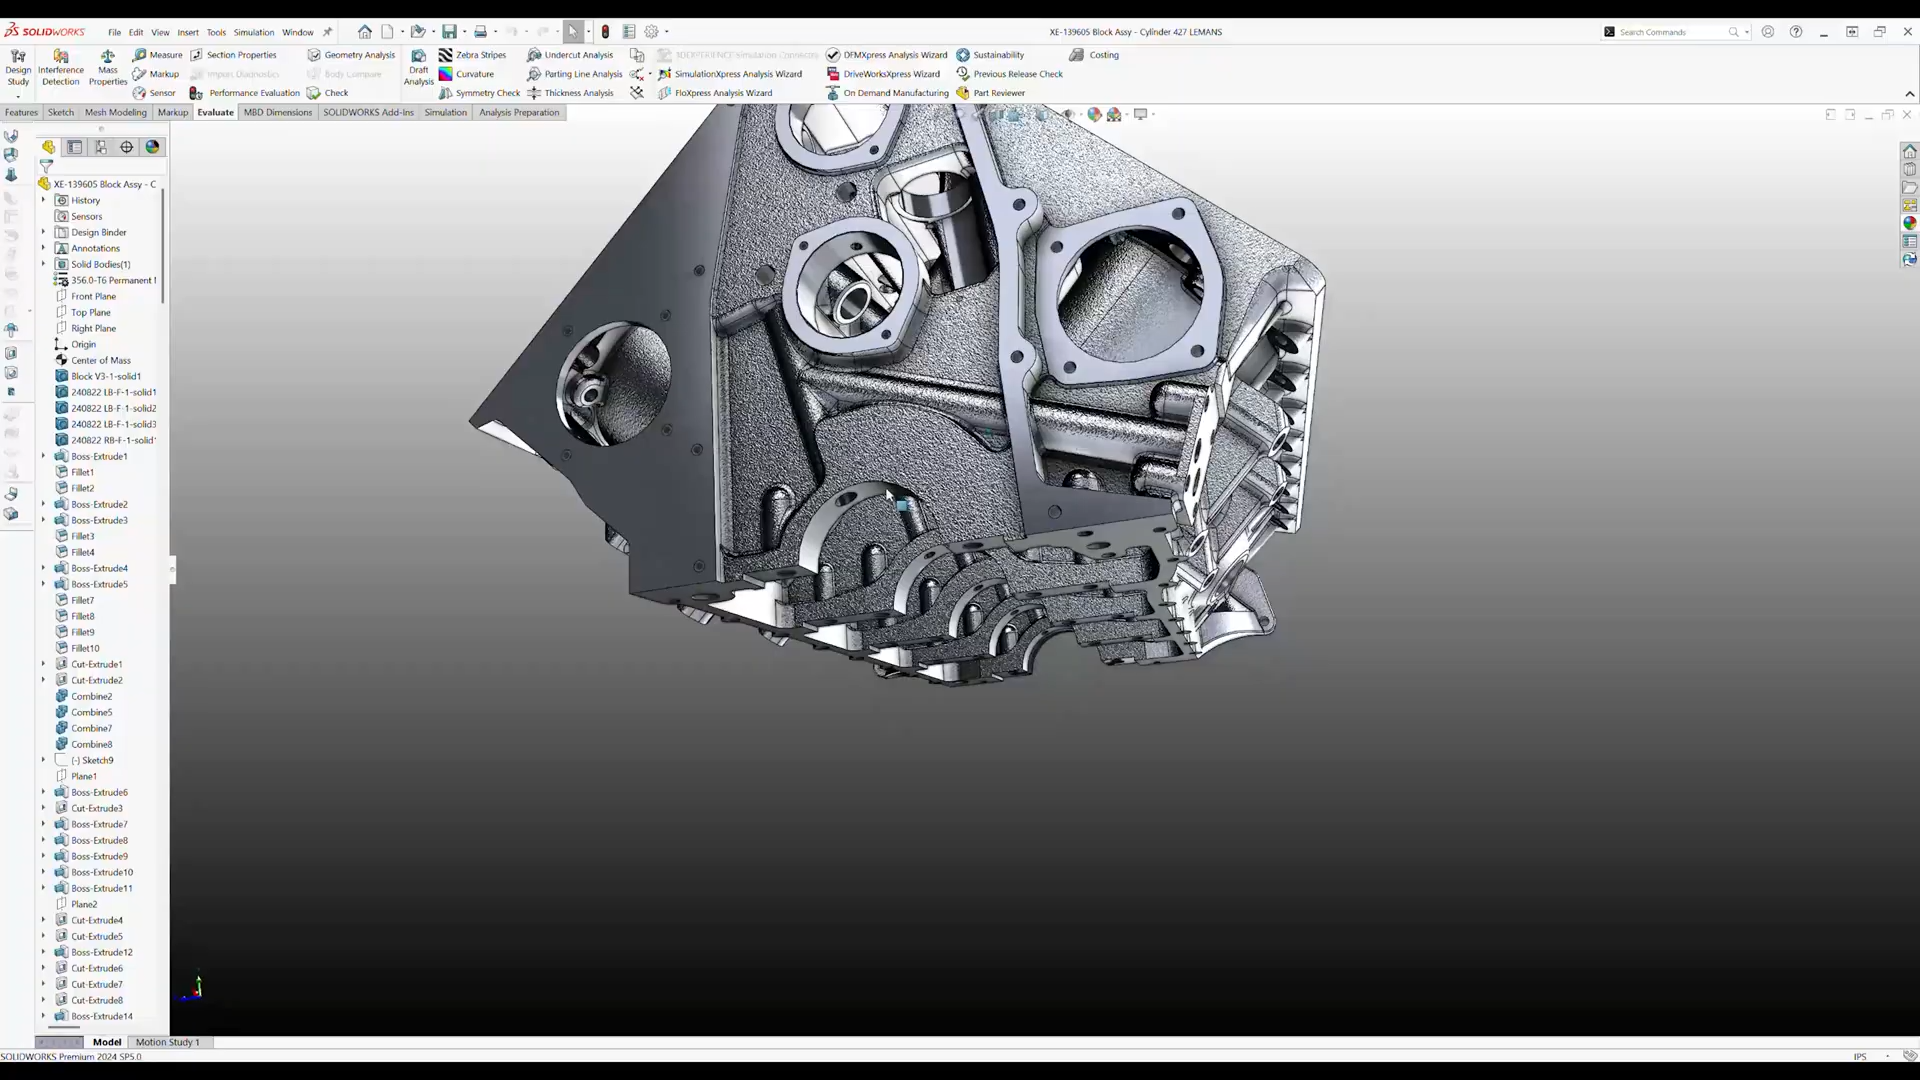 SOLIDWORKS File Edit View Insert Tools Simulation Window
XE-139605 Block Assy - Cylinder 427 LEMANS
Search Commands
Design Study
Interference Detection
Mass Properties
Measure
Markup
Sensor
Section Properties
Import Diagnostics
Performance Evaluation
Geometry Analysis
Body Compare
Check
Draft Analysis
Zebra Stripes
Curvature
Symmetry Check
Undercut Analysis
Parting Line Analysis
Thickness Analysis
3DEXPERIENCE Simulation Connector
SimulationXpress Analysis Wizard
FloXpress Analysis Wizard
DFMXpress Analysis Wizard
DriveWorksXpress Wizard
On Demand Manufacturing
Sustainability
Previous Release Check
Part Reviewer
Costing
Features Sketch Mesh Modeling Markup Evaluate MBD Dimensions SOLIDWORKS Add-Ins Simulation Analysis Preparation
XE-139605 Block Assy - C
History
Sensors
Design Binder
Annotations
Solid Bodies(1)
356.0-T6 Permanent
Front Plane
Top Plane
Right Plane
Origin
Center of Mass
Block V3-1-solid1
240822 LB-F-1-solid1
240822 LB-F-1-solid2
240822 LB-F-1-solid3
240822 RB-F-1-solid1
Boss-Extrude1
Fillet1
Fillet2
Boss-Extrude2
Boss-Extrude3
Fillet3
Fillet4
Boss-Extrude4
Boss-Extrude5
Fillet7
Fillet8
Fillet9
Fillet10
Cut-Extrude1
Cut-Extrude2
Combine2
Combine5
Combine7
Combine8
(-) Sketch9
Plane1
Boss-Extrude6
Cut-Extrude3
Boss-Extrude7
Boss-Extrude8
Boss-Extrude9
Boss-Extrude10
Boss-Extrude11
Plane2
Cut-Extrude4
Cut-Extrude5
Boss-Extrude12
Cut-Extrude6
Cut-Extrude7
Cut-Extrude8
Boss-Extrude14
Model Motion Study 1
SOLIDWORKS Premium 2024 SP5.0
IPS